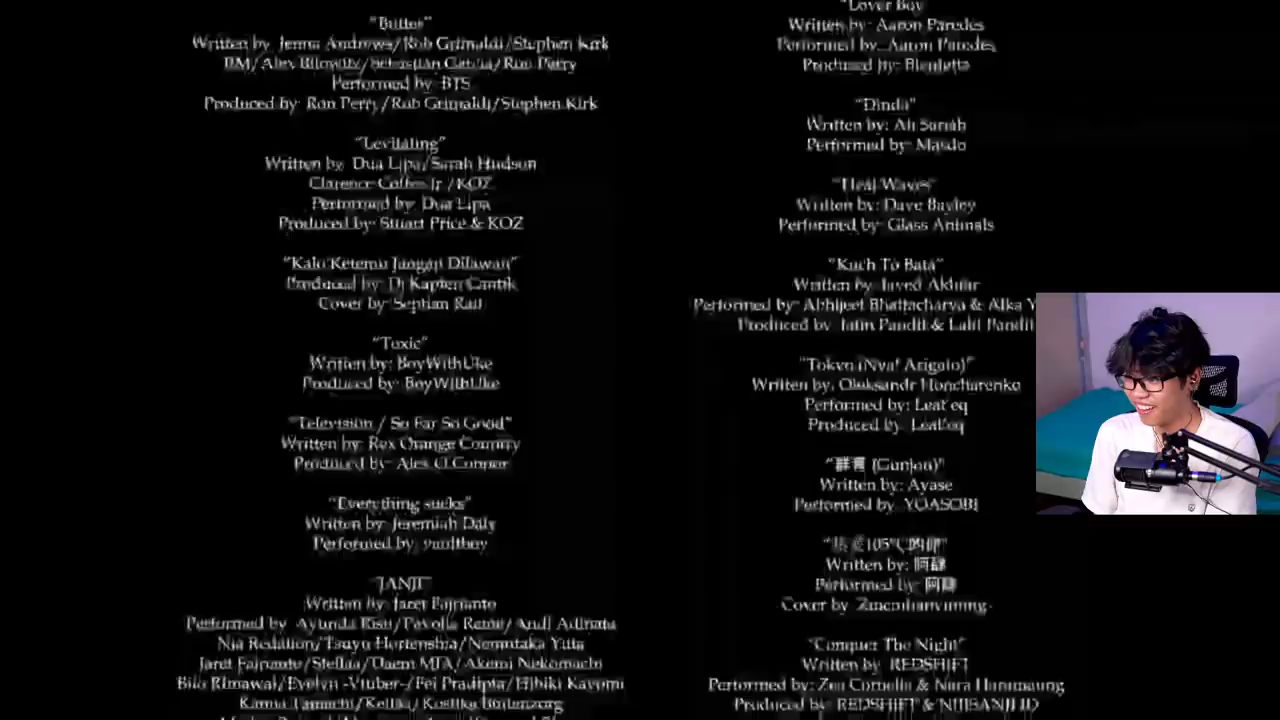 "Butter"
Written by: Jenna Andrews/Rob Grimaldi/Stephen Kirk
RM/Alex Bilowitz/Sebastian Garcia/Ron Perry
Performed by: BTS
Produced by: Ron Perry/Rob Grimaldi/Stephen Kirk
"Levitating"
Written by: Dua Lipa/Sarah Hudson
Clarence Coffee Jr./KOZ
Performed by: Dua Lipa
Produced by: Stuart Price & KOZ
"Kalo Ketemu Jangan Dilawan"
Produced by: Dj Kapten Cantik
Cover by: Septian Rait
"Toxic"
Written by: BoyWithUke
Produced by: BoyWithUke
"Television / So Far So Good"
Written by: Rex Orange County
Produced by: Alex O'Connor
"Everything sucks"
Written by: Jeremiah Daly
Performed by: vaultboy
"JANJI"
Written by: Jaret Fajrianto
Performed by: Ayunda Risu/Pavolia Reine/Andi Adinata
Nia Redalion/Tsuyu Hortenshia/Nemutaka Yuta
Jaret Fajrianto/Stellia/Daem MTA/Akemi Nekomachi
Bilo Rimawal/Evelyn -Vtuber-/Fei Pradipta/Hibiki Kayomi
"Lover Boy"
Written by: Aaron Paredes
Performed by: Aaron Paredes
Produced by:
"Dinda"
Written by: Ali Sariah
Performed by: Masdo
"Heat Waves"
Written by: Dave Bayley
Performed by: Glass Animals
"Kuch To Bata"
Written by: Javed Akhtar
Performed by: Abhijeet Bhattacharya & Alka Y
Produced by: Jatin Pandit & Lalit Pandit
"Tokyo (Nya! Arigato)"
Written by: Oleksandr Honcharenko
Performed by: Leat'eq
Produced by: Leat'eq
"群青 (Gunjou)"
Written by: Ayase
Performed by: YOASOBI
Written by: 阿肆
Performed by: 阿肆
Cover by:
"Conquer The Night"
Written by: REDSHiFT
Performed by: Zea Cornelia & Nara Haramaung
Produced by: REDSHiFT & NIJISANJI ID